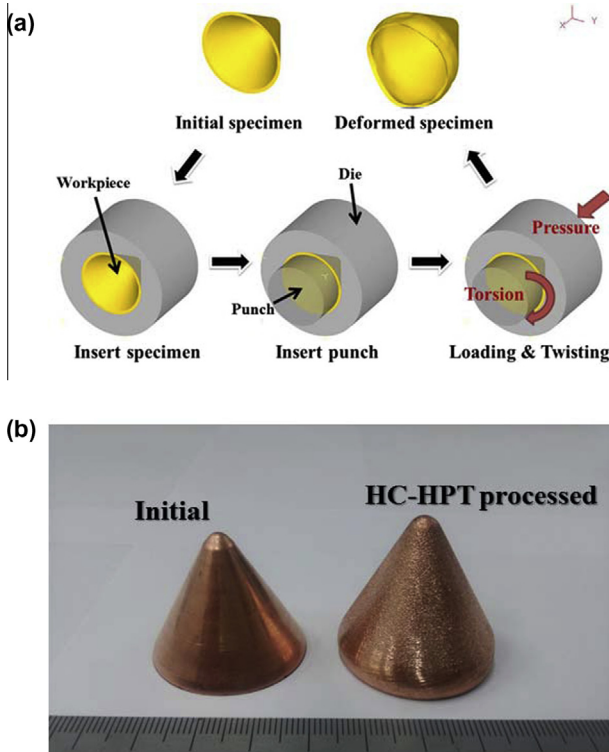 (a)
X
Y
Initial specimen
Deformed specimen
Workpiece
Die
Pressure
Punch
Torsion
Insert specimen
Insert punch
Loading & Twisting
(b)
Initial
HC-HPT processed